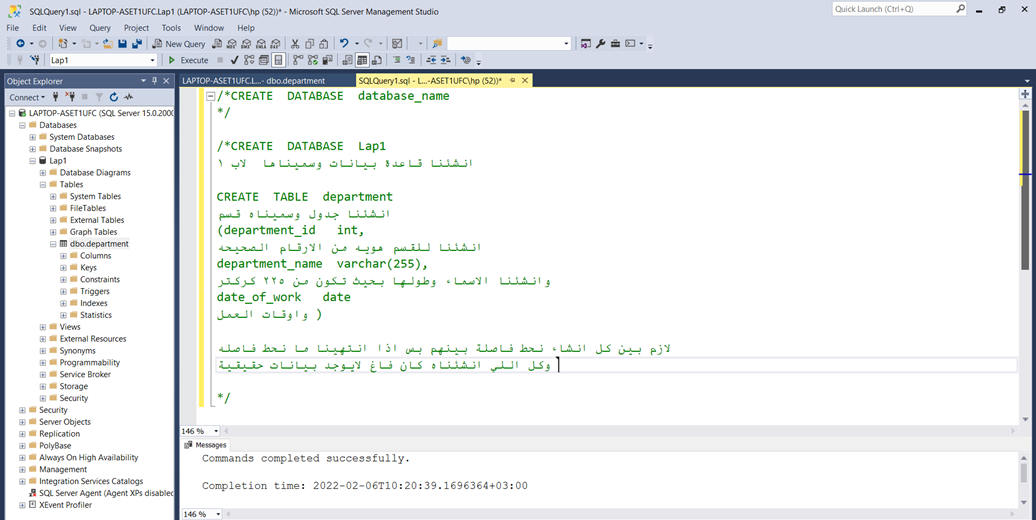 SQLQuery1.sql - LAPTOP-ASET1UFC.Lap1 (LAPTOP-ASET1UFC\hp (52))* - Microsoft SQL Server Management Studio
Quick Launch (Ctrl+Q)
File Edit View Query Project Tools Window Help
New Query
Lap1
Execute
Object Explorer
Connect
LAPTOP-ASET1UFC (SQL Server 15.0.2000
Databases
System Databases
Database Snapshots
Lap1
Database Diagrams
Tables
System Tables
FileTables
External Tables
Graph Tables
dbo.department
Columns
Keys
Constraints
Triggers
Indexes
Statistics
Views
External Resources
Synonyms
Programmability
Service Broker
Storage
Security
Security
Server Objects
Replication
PolyBase
Always On High Availability
Management
Integration Services Catalogs
SQL Server Agent (Agent XPs disabled
XEvent Profiler
LAPTOP-ASET1UFC.L...- dbo.department
SQLQuery1.sql - L...-ASET1UFC\hp (52))*
/*CREATE DATABASE database_name
*/
/*CREATE DATABASE Lap1
انشئنا قاعدة بيانات وسميناها لاب ١
CREATE TABLE department
انشئنا جدول وسميناه قسم
(department_id int,
انشئنا للقسم هويه من الارقام الصحيحه
department_name varchar(255),
وانشئنا الاسماء وطولها بحيث تكون من ٢٢٥ كركتر
date_of_work date
واوقات العمل )
لازم بين كل انشاء نحط فاصلة بينهم بس اذا انتهينا ما نحط فاصله
وكل اللي انشئناه كان فاغ لايوجد بيانات حقيقية
*/
146 %
Messages
Commands completed successfully.
Completion time: 2022-02-06T10:20:39.1696364+03:00
146 %